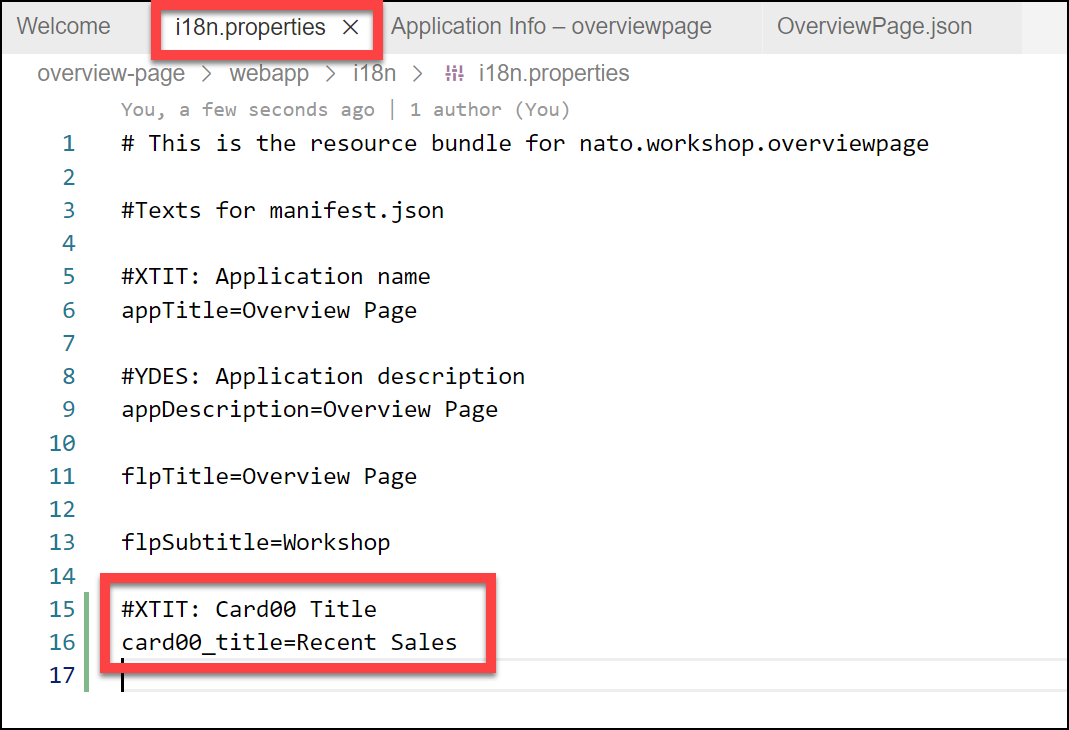 Welcome i18n.properties × Application Info – overviewpage OverviewPage.json
overview-page > webapp > i18n > i18n.properties
You, a few seconds ago | 1 author (You)
1 # This is the resource bundle for nato.workshop.overviewpage
2
3 #Texts for manifest.json
4
5 #XTIT: Application name
6 appTitle=Overview Page
7
8 #YDES: Application description
9 appDescription=Overview Page
10
11 flpTitle=Overview Page
12
13 flpSubtitle=Workshop
14
15 #XTIT: Card00 Title
16 card00_title=Recent Sales
17